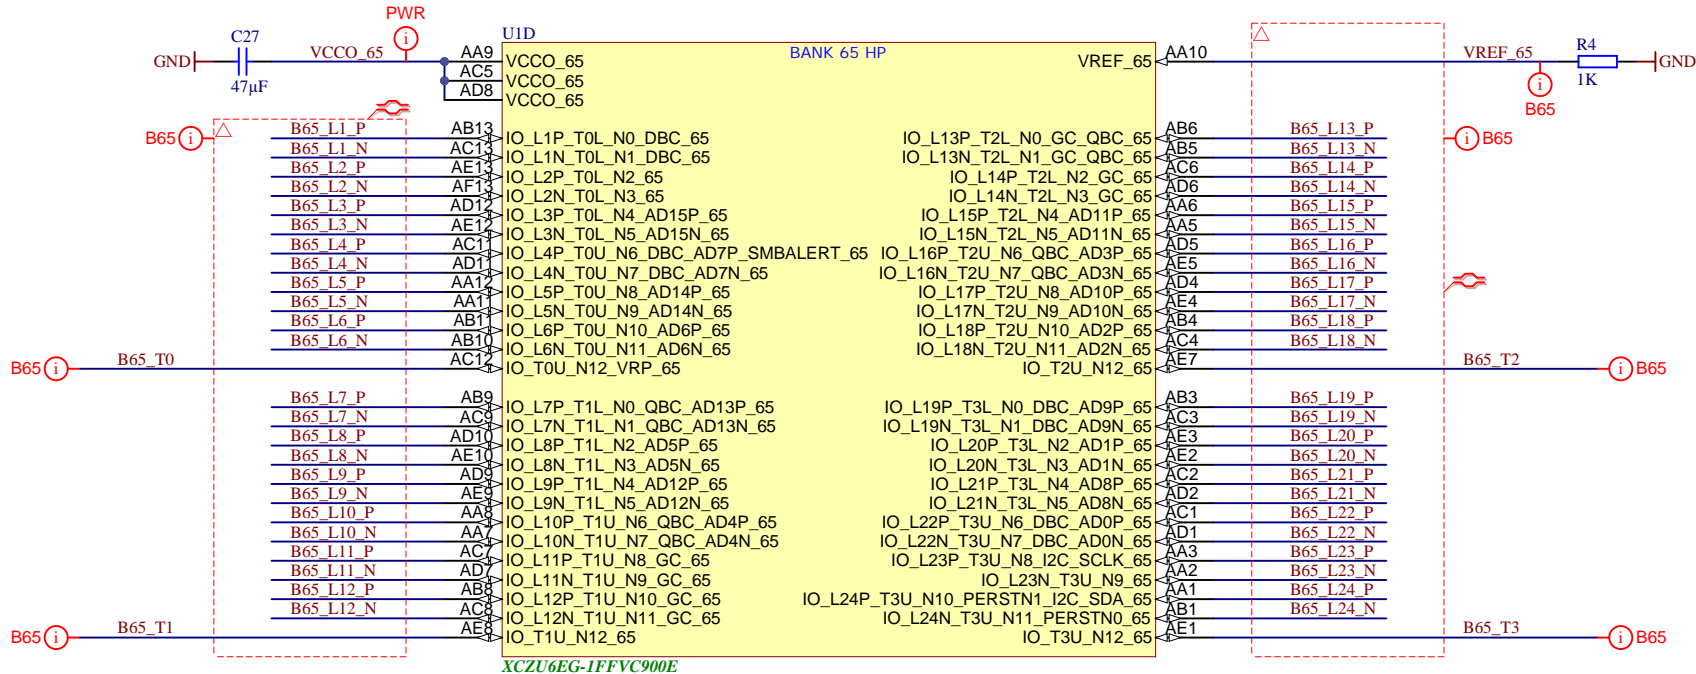 PWR
C27
U1D
GND
VCCO_65
AA9
VCCO_65
BANK 65 HP
VREF_65
AA10
VREF_65
R4
GND
47µF
AC5
VCCO_65
1K
AD8
VCCO_65
B65
B65
B65_L1_P
AB13
IO_L1P_T0L_N0_DBC_65
IO_L13P_T2L_N0_GC_QBC_65
AB6
B65_L13_P
B65
B65_L1_N
AC13
IO_L1N_T0L_N1_DBC_65
IO_L13N_T2L_N1_GC_QBC_65
AB5
B65_L13_N
B65_L2_P
AE13
IO_L2P_T0L_N2_65
IO_L14P_T2L_N2_GC_65
AC6
B65_L14_P
B65_L2_N
AF13
IO_L2N_T0L_N3_65
IO_L14N_T2L_N3_GC_65
AD6
B65_L14_N
B65_L3_P
AD12
IO_L3P_T0L_N4_AD15P_65
IO_L15P_T2L_N4_AD11P_65
AA6
B65_L15_P
B65_L3_N
AE12
IO_L3N_T0L_N5_AD15N_65
IO_L15N_T2L_N5_AD11N_65
AA5
B65_L15_N
B65_L4_P
AC11
IO_L4P_T0U_N6_DBC_AD7P_SMBALERT_65
IO_L16P_T2U_N6_QBC_AD3P_65
AD5
B65_L16_P
B65_L4_N
AD11
IO_L4N_T0U_N7_DBC_AD7N_65
IO_L16N_T2U_N7_QBC_AD3N_65
AE5
B65_L16_N
B65_L5_P
AA12
IO_L5P_T0U_N8_AD14P_65
IO_L17P_T2U_N8_AD10P_65
AD4
B65_L17_P
B65_L5_N
AA11
IO_L5N_T0U_N9_AD14N_65
IO_L17N_T2U_N9_AD10N_65
AE4
B65_L17_N
B65_L6_P
AB11
IO_L6P_T0U_N10_AD6P_65
IO_L18P_T2U_N10_AD2P_65
AB4
B65_L18_P
B65_L6_N
AB10
IO_L6N_T0U_N11_AD6N_65
IO_L18N_T2U_N11_AD2N_65
AC4
B65_L18_N
B65
B65_T0
AC12
IO_T0U_N12_VRP_65
IO_T2U_N12_65
AE7
B65_T2
B65
B65_L7_P
AB9
IO_L7P_T1L_N0_QBC_AD13P_65
IO_L19P_T3L_N0_DBC_AD9P_65
AB3
B65_L19_P
B65_L7_N
AC9
IO_L7N_T1L_N1_QBC_AD13N_65
IO_L19N_T3L_N1_DBC_AD9N_65
AC3
B65_L19_N
B65_L8_P
AD10
IO_L8P_T1L_N2_AD5P_65
IO_L20P_T3L_N2_AD1P_65
AE3
B65_L20_P
B65_L8_N
AE10
IO_L8N_T1L_N3_AD5N_65
IO_L20N_T3L_N3_AD1N_65
AE2
B65_L20_N
B65_L9_P
AD9
IO_L9P_T1L_N4_AD12P_65
IO_L21P_T3L_N4_AD8P_65
AC2
B65_L21_P
B65_L9_N
AE9
IO_L9N_T1L_N5_AD12N_65
IO_L21N_T3L_N5_AD8N_65
AD2
B65_L21_N
B65_L10_P
AA8
IO_L10P_T1U_N6_QBC_AD4P_65
IO_L22P_T3U_N6_DBC_AD0P_65
AC1
B65_L22_P
B65_L10_N
AA7
IO_L10N_T1U_N7_QBC_AD4N_65
IO_L22N_T3U_N7_DBC_AD0N_65
AD1
B65_L22_N
B65_L11_P
AC7
IO_L11P_T1U_N8_GC_65
IO_L23P_T3U_N8_I2C_SCLK_65
AA3
B65_L23_P
B65_L11_N
AD7
IO_L11N_T1U_N9_GC_65
IO_L23N_T3U_N9_65
AA2
B65_L23_N
B65_L12_P
AB8
IO_L12P_T1U_N10_GC_65
IO_L24P_T3U_N10_PERSTN1_I2C_SDA_65
AA1
B65_L24_P
B65_L12_N
AC8
IO_L12N_T1U_N11_GC_65
IO_L24N_T3U_N11_PERSTN0_65
AB1
B65_L24_N
B65
B65_T1
AE8
IO_T1U_N12_65
IO_T3U_N12_65
AE1
B65_T3
B65
XCZU6EG-1FFVC900E